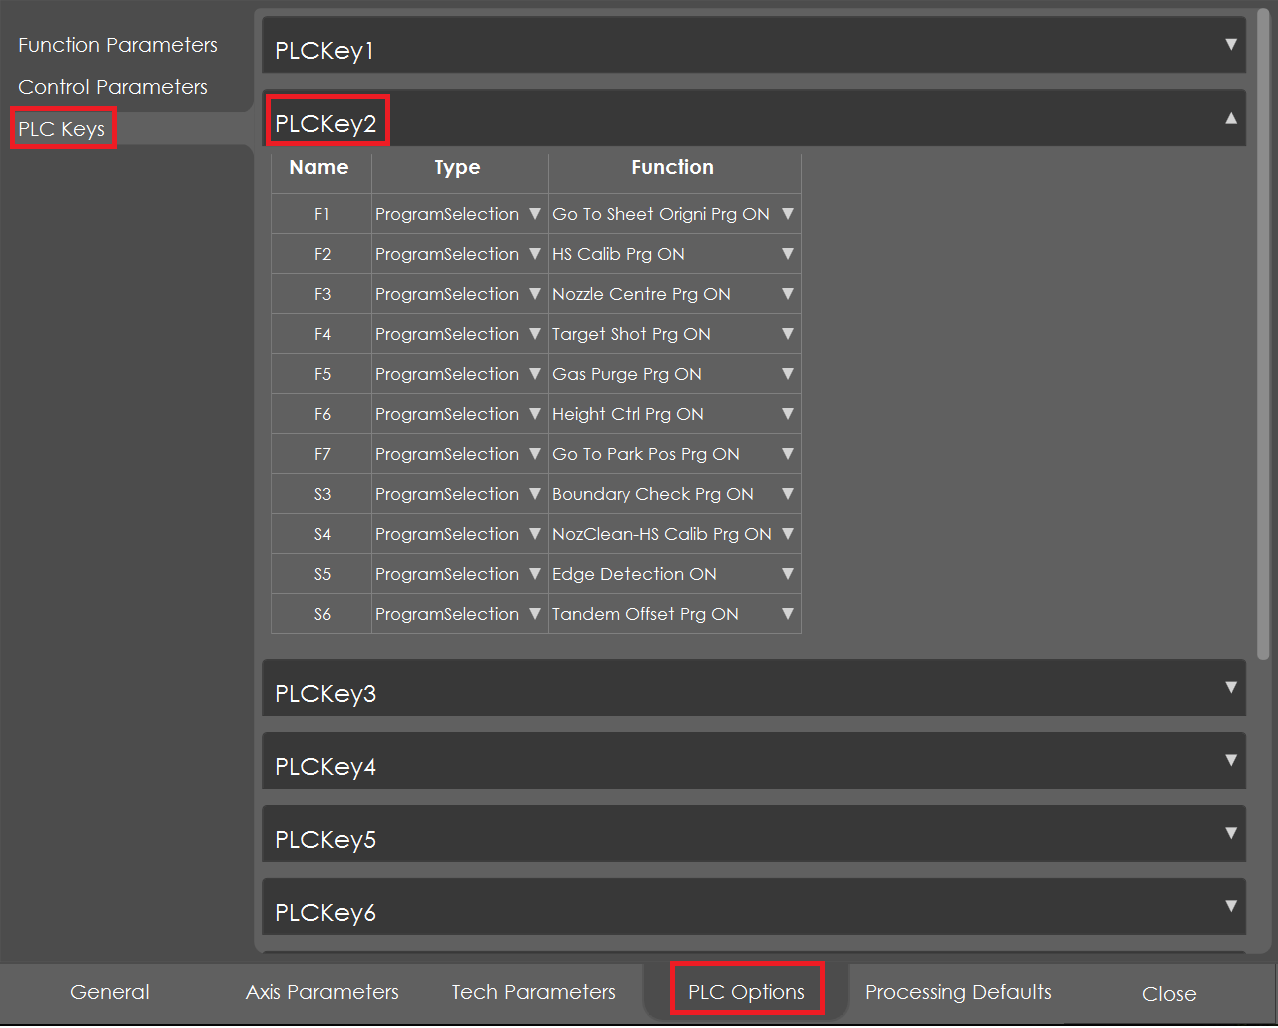 Function Parameters
Control Parameters
PLC Keys
PLCKey1
PLCKey2
Name Type Function
F1 ProgramSelection Go To Sheet Origni Prg ON
F2 ProgramSelection HS Calib Prg ON
F3 ProgramSelection Nozzle Centre Prg ON
F4 ProgramSelection Target Shot Prg ON
F5 ProgramSelection Gas Purge Prg ON
F6 ProgramSelection Height Ctrl Prg ON
F7 ProgramSelection Go To Park Pos Prg ON
S3 ProgramSelection Boundary Check Prg ON
S4 ProgramSelection NozClean-HS Calib Prg ON
S5 ProgramSelection Edge Detection ON
S6 ProgramSelection Tandem Offset Prg ON
PLCKey3
PLCKey4
PLCKey5
PLCKey6
General Axis Parameters Tech Parameters PLC Options Processing Defaults Close